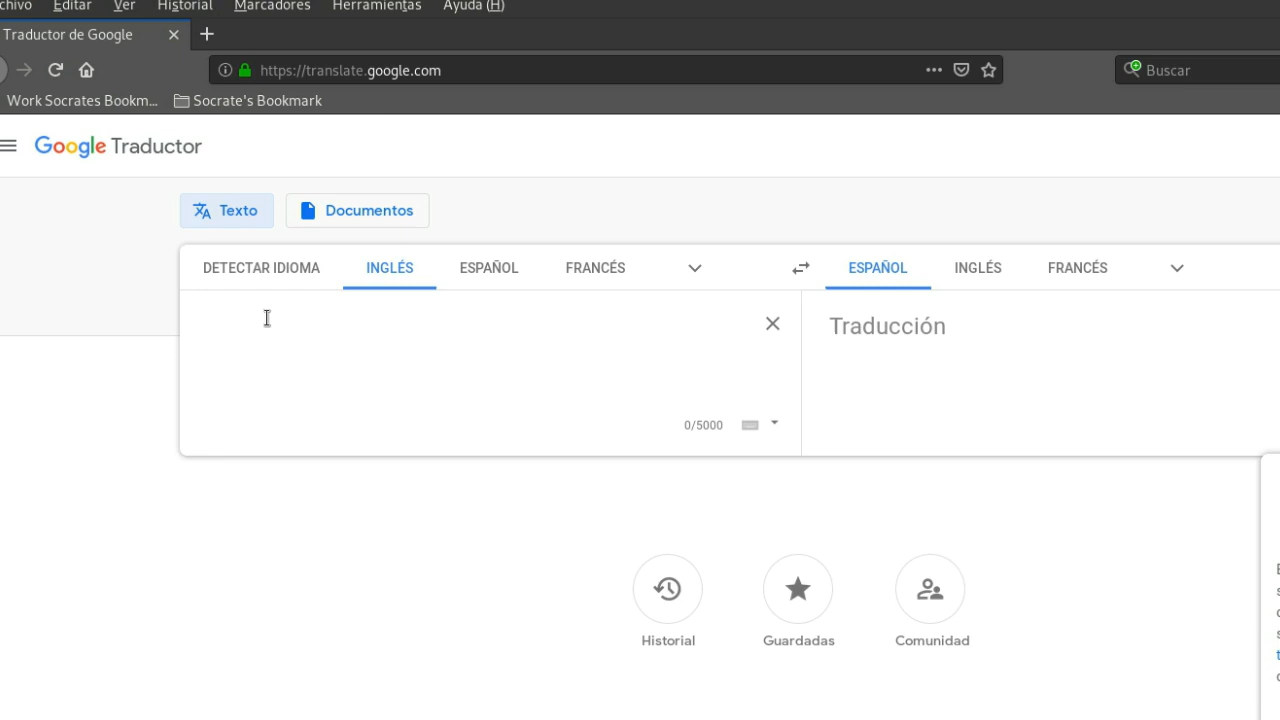 chivo Editar Ver Historial Marcadores Herramientas Ayuda (H)
Traductor de Google
https://translate.google.com
Buscar
Work Socrates Bookm... Socrate's Bookmark
Google Traductor
Texto Documentos
DETECTAR IDIOMA INGLÉS ESPAÑOL FRANCÉS ESPAÑOL INGLÉS FRANCÉS
Traducción
0/5000
Historial Guardadas Comunidad